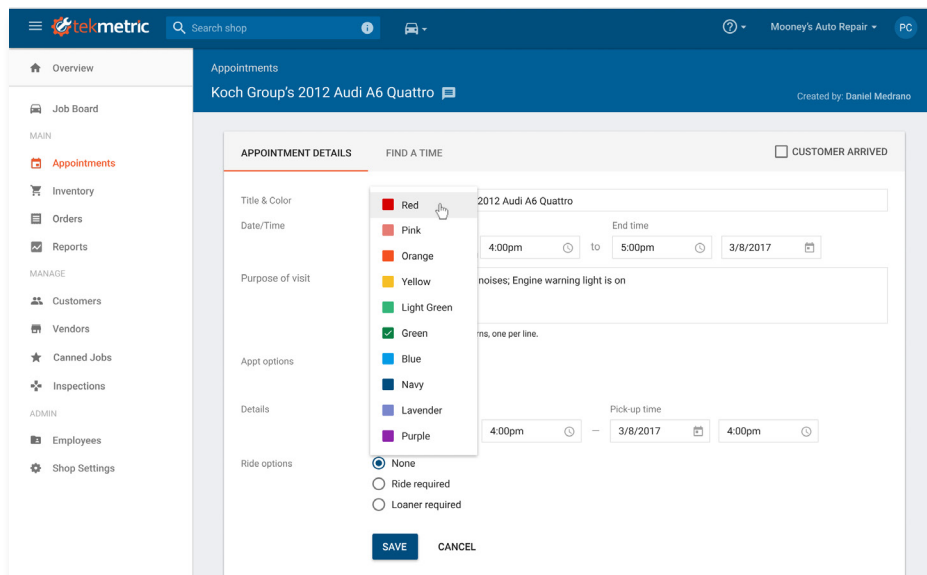 tekmetric
Search shop
Mooney's Auto Repair
PC
Overview
Job Board
MAIN
Appointments
Inventory
Orders
Reports
MANAGE
Customers
Vendors
Canned Jobs
Inspections
ADMIN
Employees
Shop Settings
Appointments
Koch Group's 2012 Audi A6 Quattro
Created by: Daniel Medrano
APPOINTMENT DETAILS
FIND A TIME
CUSTOMER ARRIVED
Title & Color
2012 Audi A6 Quattro
Date/Time
End time
4:00pm
to
5:00pm
3/8/2017
Purpose of visit
noises; Engine warning light is on
, one per line.
Appt options
Details
Pick-up time
4:00pm
–
3/8/2017
4:00pm
Red
Pink
Orange
Yellow
Light Green
Green
Blue
Navy
Lavender
Purple
Ride options
None
Ride required
Loaner required
SAVE
CANCEL